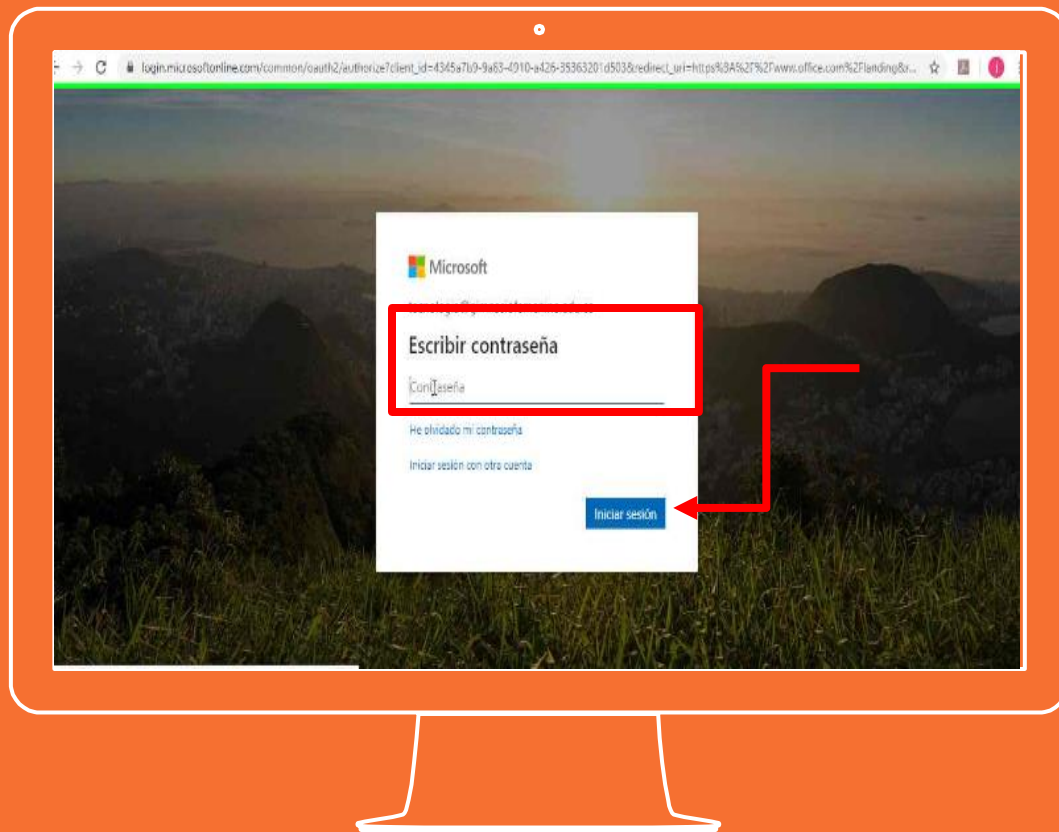 login.microsoftonline.com/common/oauth2/authorize?client_id=4345a7b9-9a63-4910-a426-35363201d503&redirect_uri=https%3A%2F%2Fwww.office.com%2Flanding&r...
Microsoft
Escribir contraseña
Contraseña
He olvidado mi contraseña
Iniciar sesión con otra cuenta
Iniciar sesión